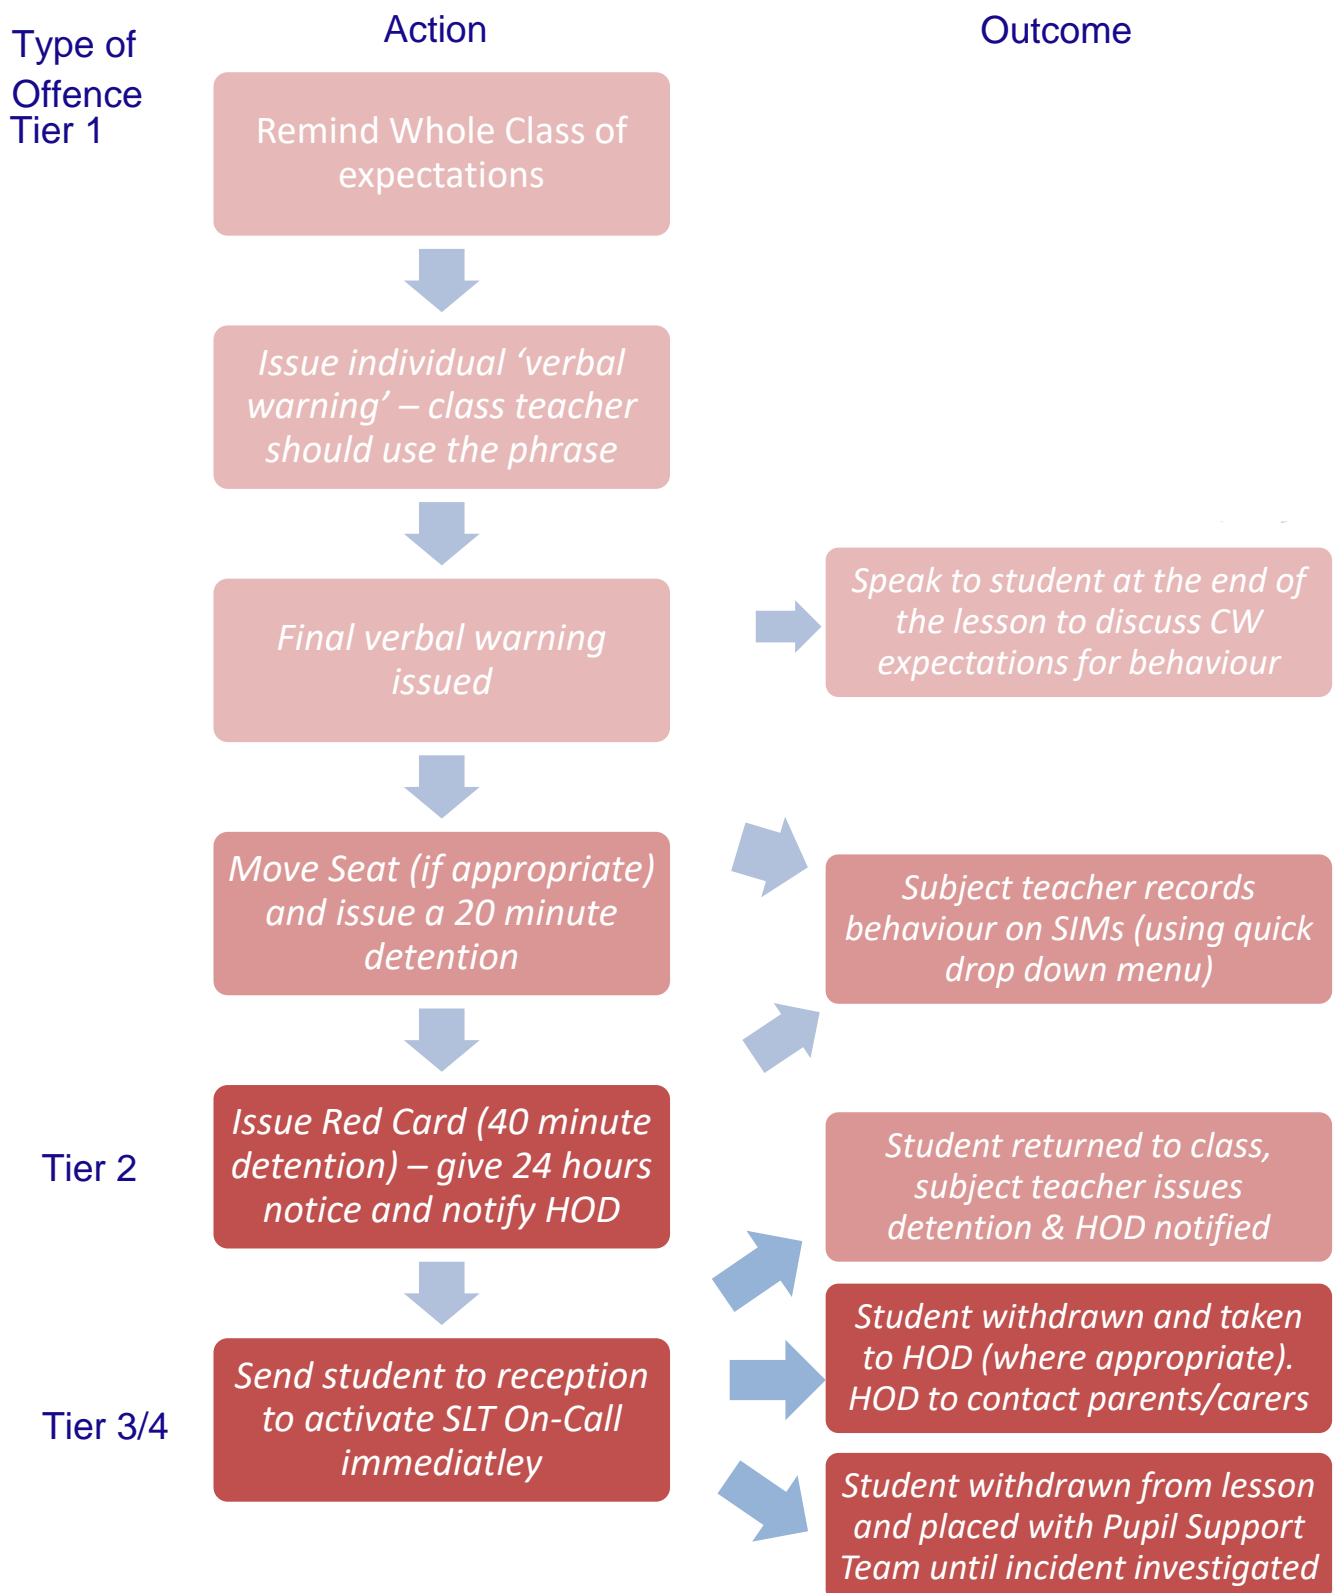 Type of
Offence
Action
Outcome
Tier 1
Remind Whole Class of
expectations
Issue individual ‘verbal
warning’ – class teacher
should use the phrase
Final verbal warning
issued
Speak to student at the end of
the lesson to discuss CW
expectations for behaviour
Move Seat (if appropriate)
and issue a 20 minute
detention
Subject teacher records
behaviour on SIMs (using quick
drop down menu)
Tier 2
Issue Red Card (40 minute
detention) – give 24 hours
notice and notify HOD
Student returned to class,
subject teacher issues
detention & HOD notified
Tier 3/4
Send student to reception
to activate SLT On-Call
immediatley
Student withdrawn and taken
to HOD (where appropriate).
HOD to contact parents/carers
Student withdrawn from lesson
and placed with Pupil Support
Team until incident investigated